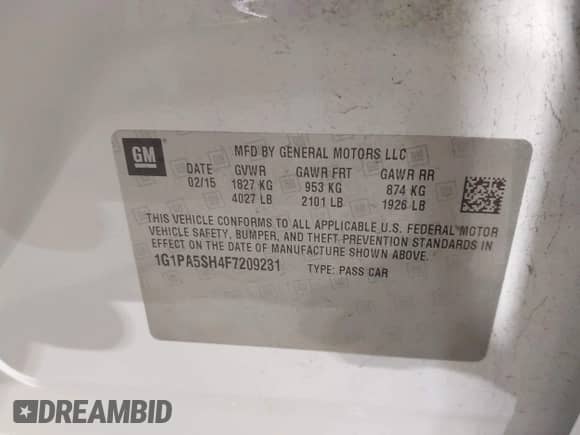 GM
MFD BY GENERAL MOTORS LLC
DATE GVWR GAWR FRT GAWR RR
02/15 1827 KG 953 KG 874 KG
4027 LB 2101 LB 1926 LB
THIS VEHICLE CONFORMS TO ALL APPLICABLE U.S. FEDERAL MOTOR
VEHICLE SAFETY, BUMPER, AND THEFT PREVENTION STANDARDS IN
EFFECT ON THE DATE OF MANUFACTURE SHOWN ABOVE.
1G1PA5SH4F7209231 TYPE: PASS CAR
DREAMBID